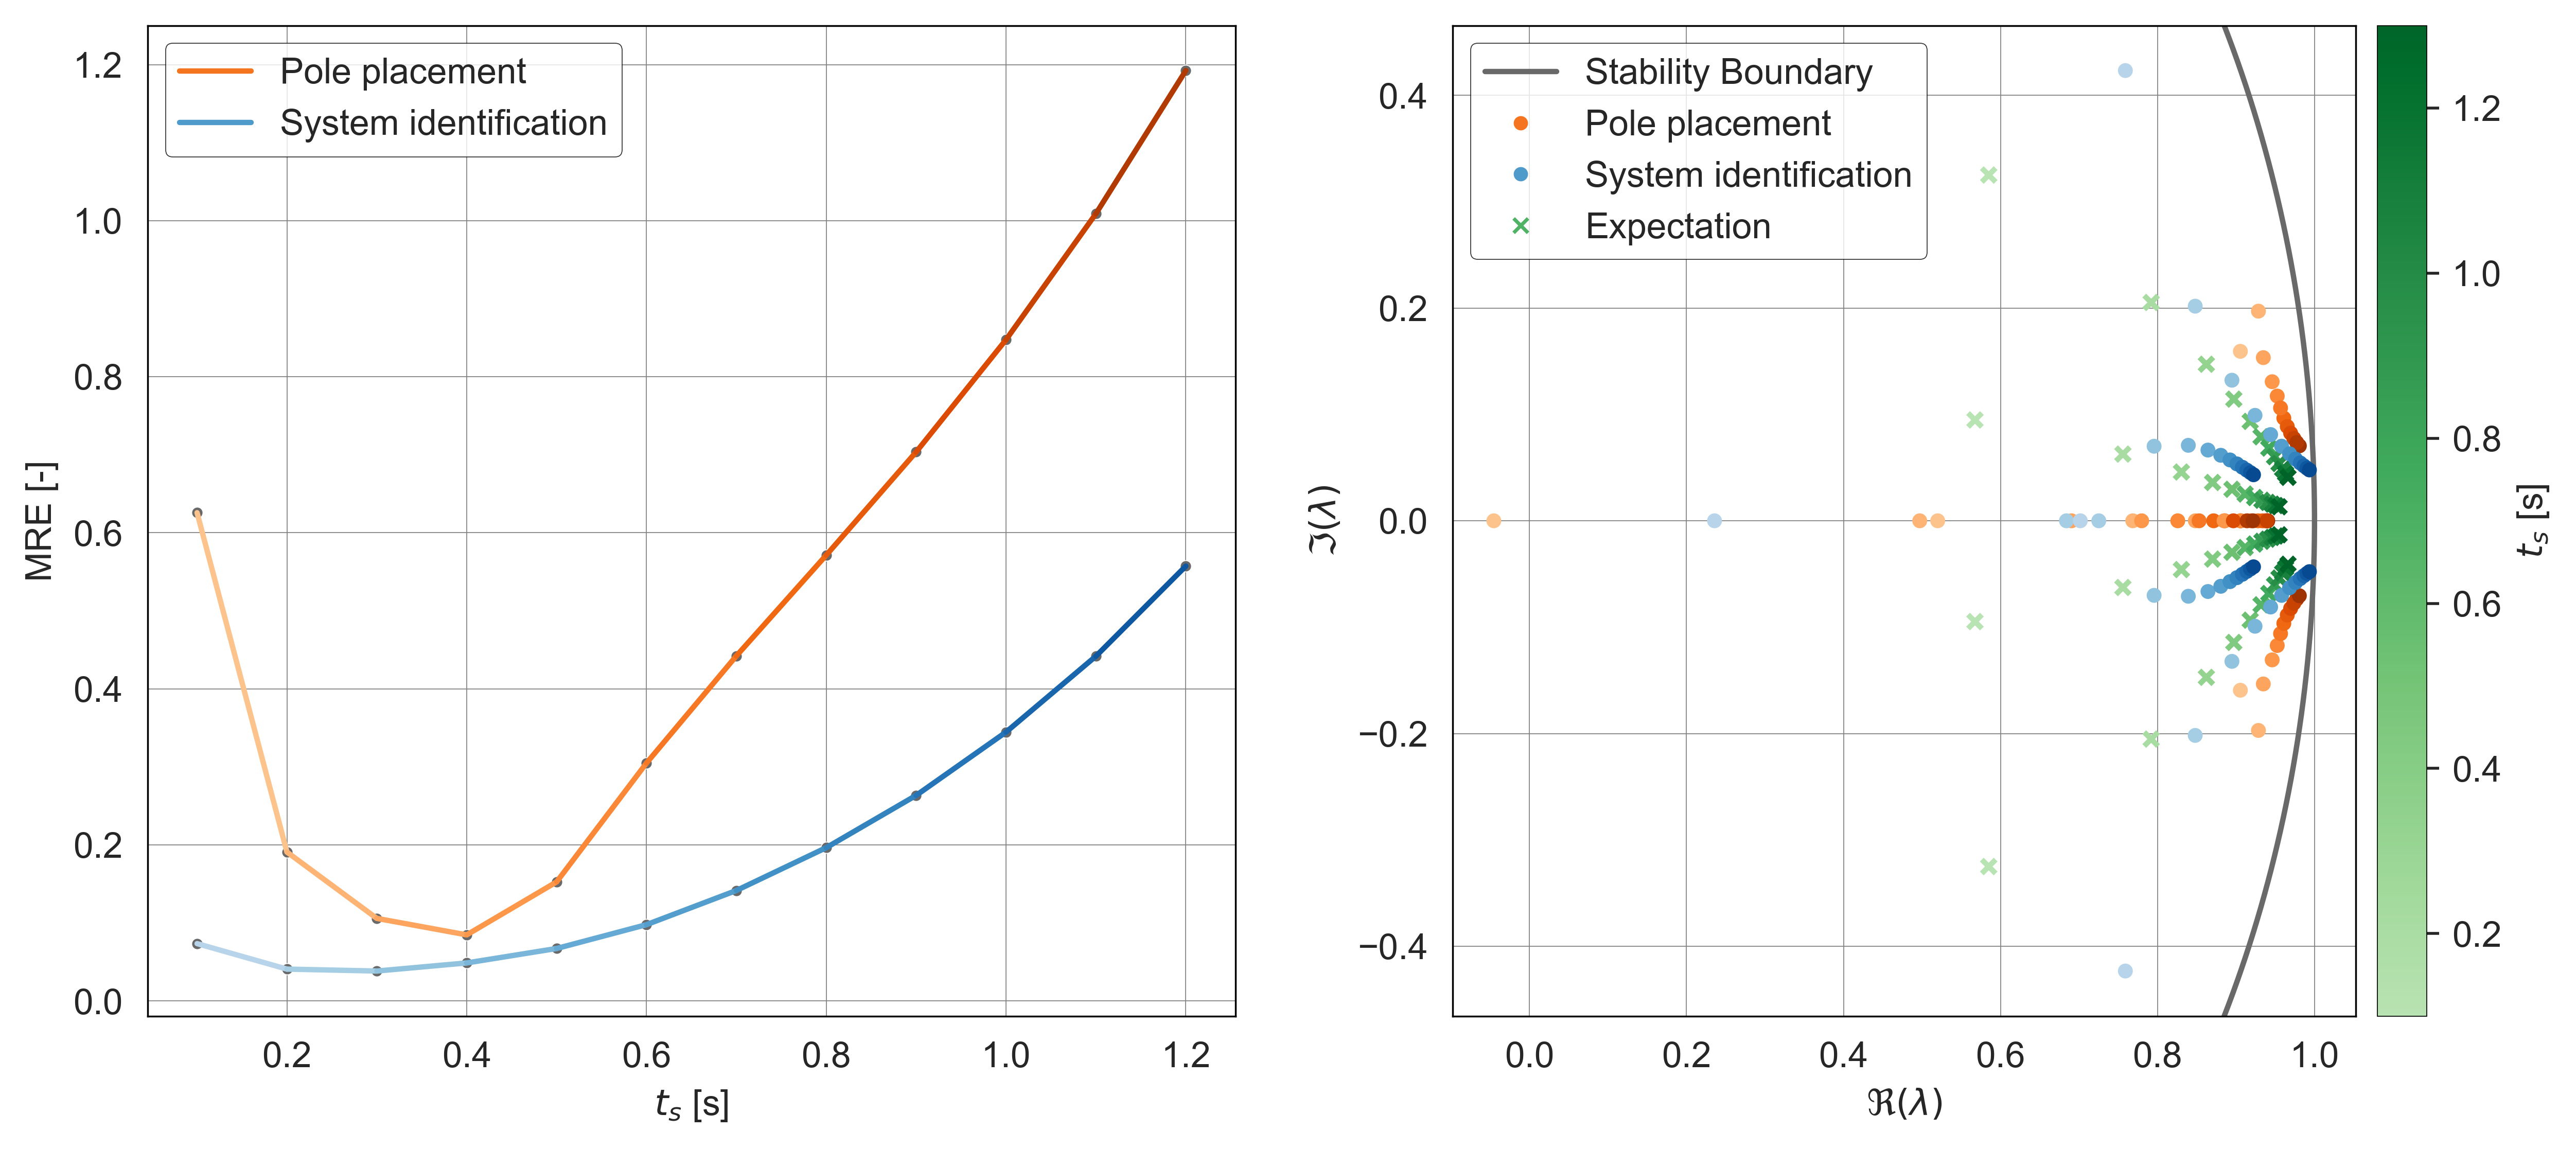 Pole placement
System identification
MRE [-]
1.2
1.0
0.8
0.6
0.4
0.2
0.0
0.2 0.4 0.6 0.8 1.0 1.2
t_s [s]
Stability Boundary
Pole placement
System identification
Expectation
ℑ(λ)
0.4
0.2
0.0
−0.2
−0.4
0.0 0.2 0.4 0.6 0.8 1.0
ℜ(λ)
1.2
1.0
0.8
0.6
0.4
0.2
t_s [s]